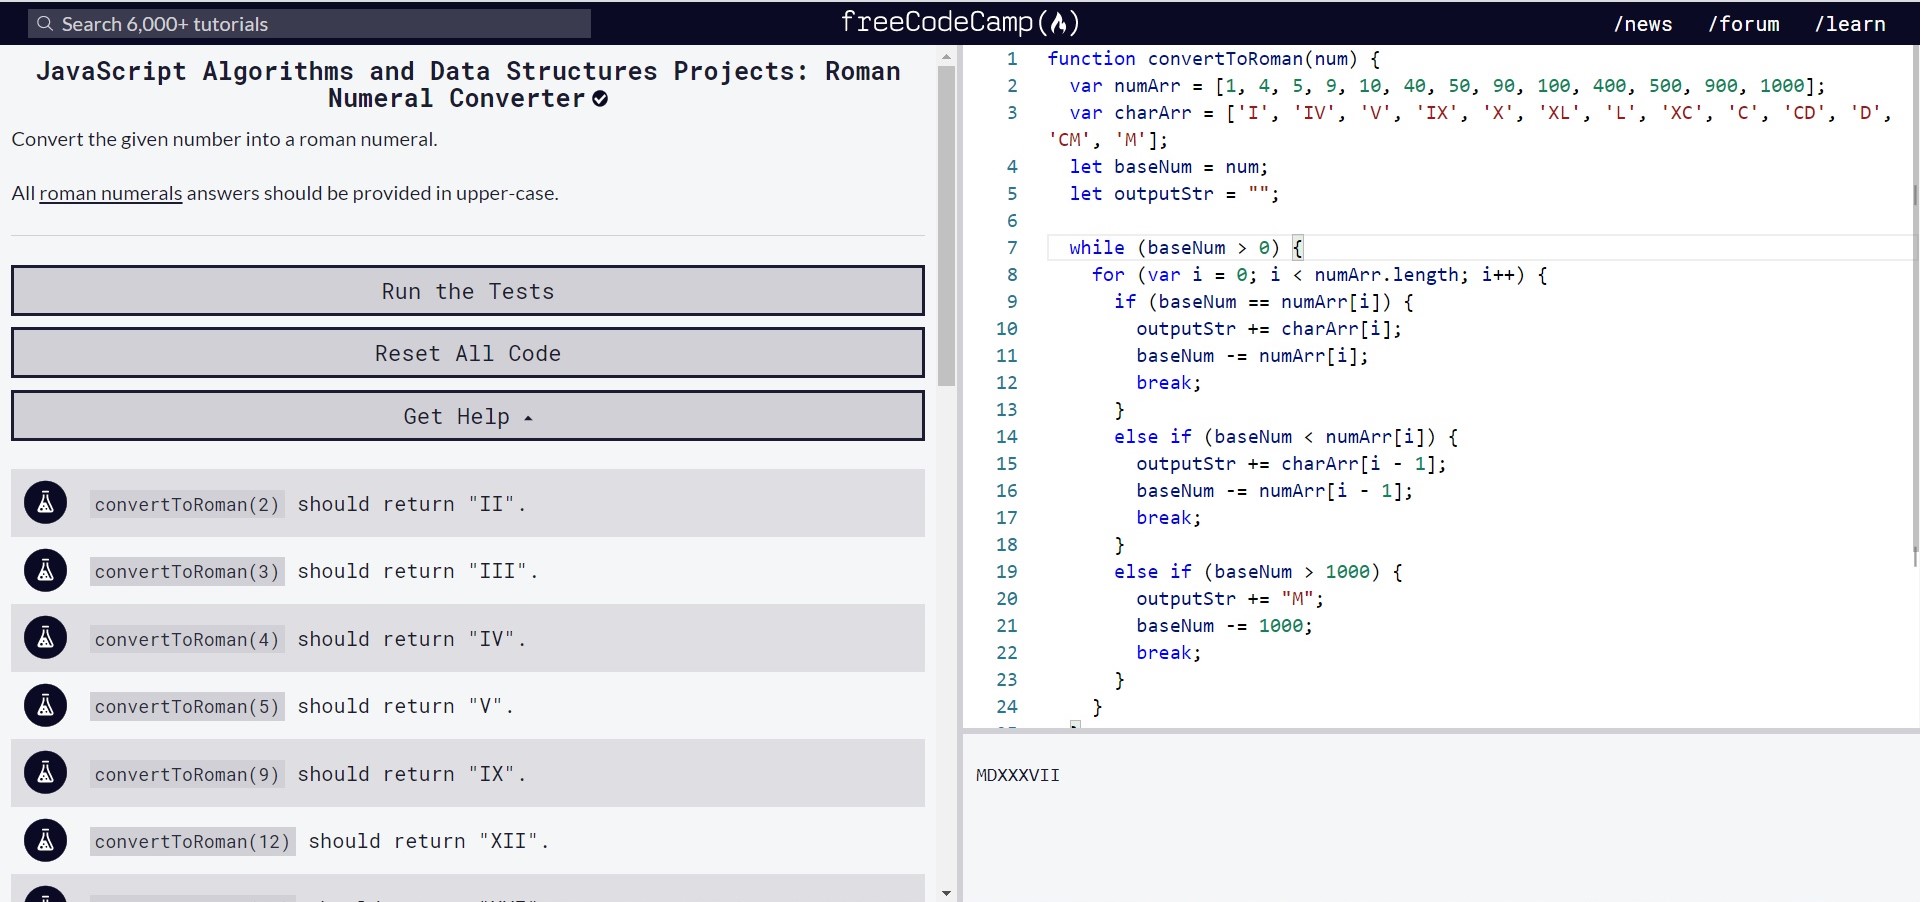 Search 6,000+ tutorials
freeCodeCamp
/news
/forum
/learn
JavaScript Algorithms and Data Structures Projects: Roman
Numeral Converter
Convert the given number into a roman numeral.
All roman numerals answers should be provided in upper-case.
Run the Tests
Reset All Code
Get Help
convertToRoman(2) should return "II".
convertToRoman(3) should return "III".
convertToRoman(4) should return "IV".
convertToRoman(5) should return "V".
convertToRoman(9) should return "IX".
convertToRoman(12) should return "XII".
1 function convertToRoman(num) {
2 var numArr = [1, 4, 5, 9, 10, 40, 50, 90, 100, 400, 500, 900, 1000];
3 var charArr = ['I', 'IV', 'V', 'IX', 'X', 'XL', 'L', 'XC', 'C', 'CD', 'D',
'CM', 'M'];
4 let baseNum = num;
5 let outputStr = "";
6
7 while (baseNum > 0) {
8 for (var i = 0; i < numArr.length; i++) {
9 if (baseNum == numArr[i]) {
10 outputStr += charArr[i];
11 baseNum -= numArr[i];
12 break;
13 }
14 else if (baseNum < numArr[i]) {
15 outputStr += charArr[i - 1];
16 baseNum -= numArr[i - 1];
17 break;
18 }
19 else if (baseNum > 1000) {
20 outputStr += "M";
21 baseNum -= 1000;
22 break;
23 }
24 }
MDXXXVII